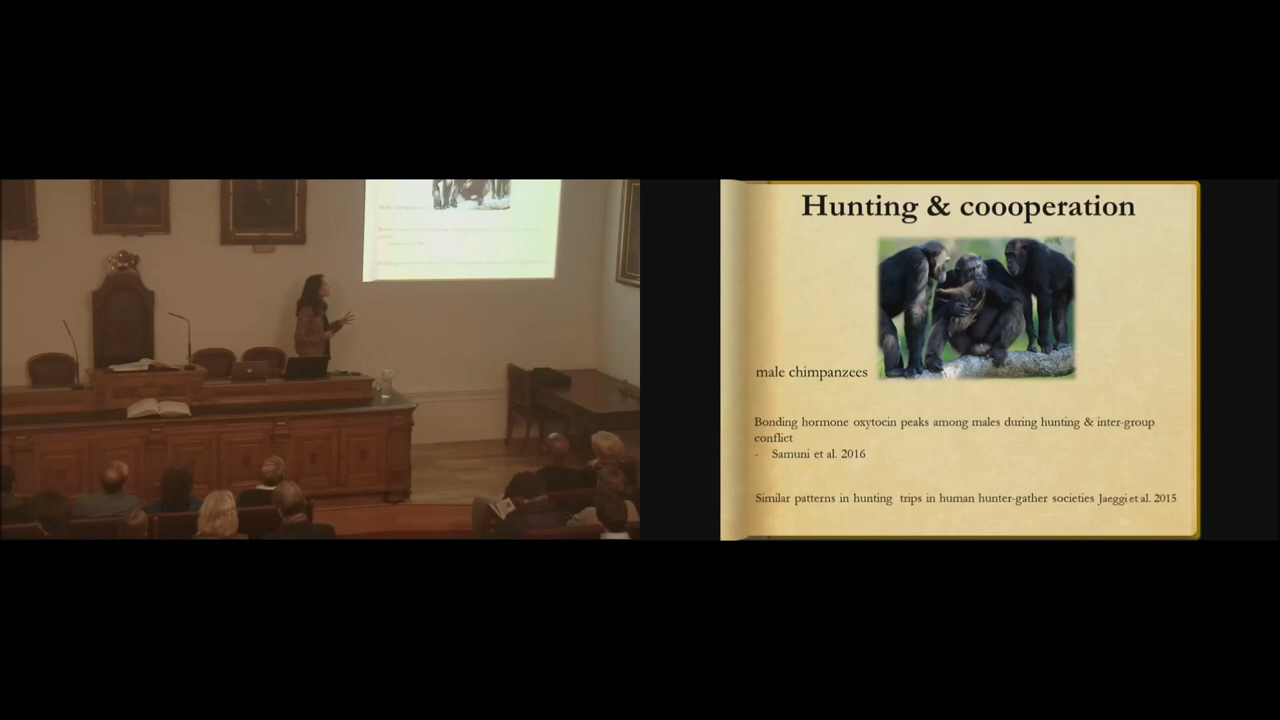 Hunting & coooperation
male chimpanzees
Bonding hormone oxytocin peaks among males during hunting & inter-group
conflict
- Samuni et al. 2016
Similar patterns in hunting trips in human hunter-gather societies Jaeggi et al. 2015